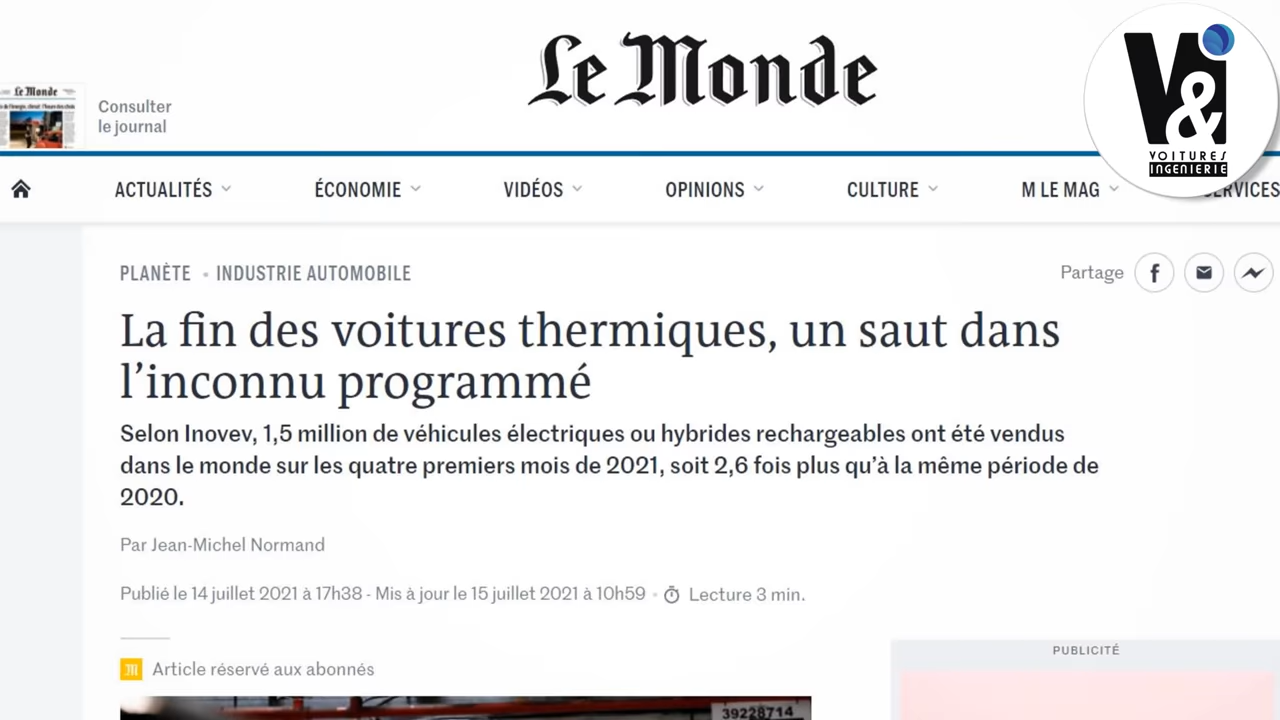 Le Monde
Le Monde
Consulter
le journal
V&I
VOITURES
INGENIERIE
ACTUALITÉS
ÉCONOMIE
VIDÉOS
OPINIONS
CULTURE
M LE MAG
SERVICES
PLANÈTE • INDUSTRIE AUTOMOBILE
Partage
La fin des voitures thermiques, un saut dans
l’inconnu programmé
Selon Inovev, 1,5 million de véhicules électriques ou hybrides rechargeables ont été vendus
dans le monde sur les quatre premiers mois de 2021, soit 2,6 fois plus qu’à la même période de
2020.
Par Jean-Michel Normand
Publié le 14 juillet 2021 à 17h38 - Mis à jour le 15 juillet 2021 à 10h59 • Lecture 3 min.
Article réservé aux abonnés
PUBLICITÉ
39228714